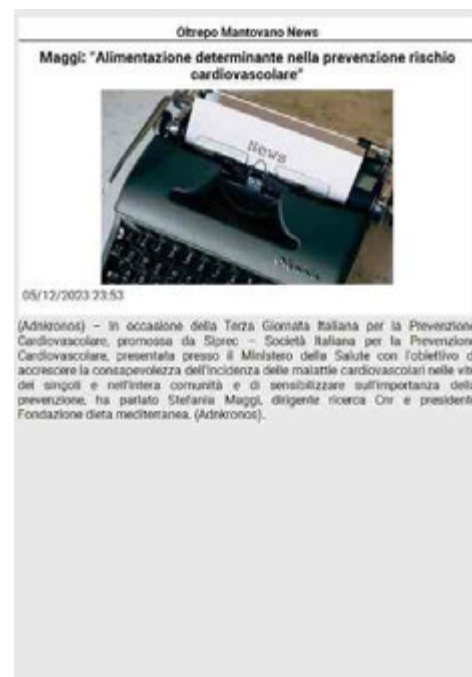 Oltrepo Mantovano News
Maggi: "Alimentazione determinante nella prevenzione rischio
cardiovascolare"
News
05/12/2023 23:53
(Adnkronos) – In occasione della Terza Giornata Italiana per la Prevenzione
Cardiovascolare, promossa da Siprec – Società Italiana per la Prevenzione
Cardiovascolare, presentata presso il Ministero della Salute con l'obiettivo d
accrescere la consapevolezza dell'incidenza delle malattie cardiovascolari nelle vite
dei singoli e nell'intera comunità e di sensibilizzare sull'importanza della
prevenzione, ha parlato Stefania Maggi, dirigente ricerca Cnr e presidente
Fondazione dieta mediterranea. (Adnkronos).